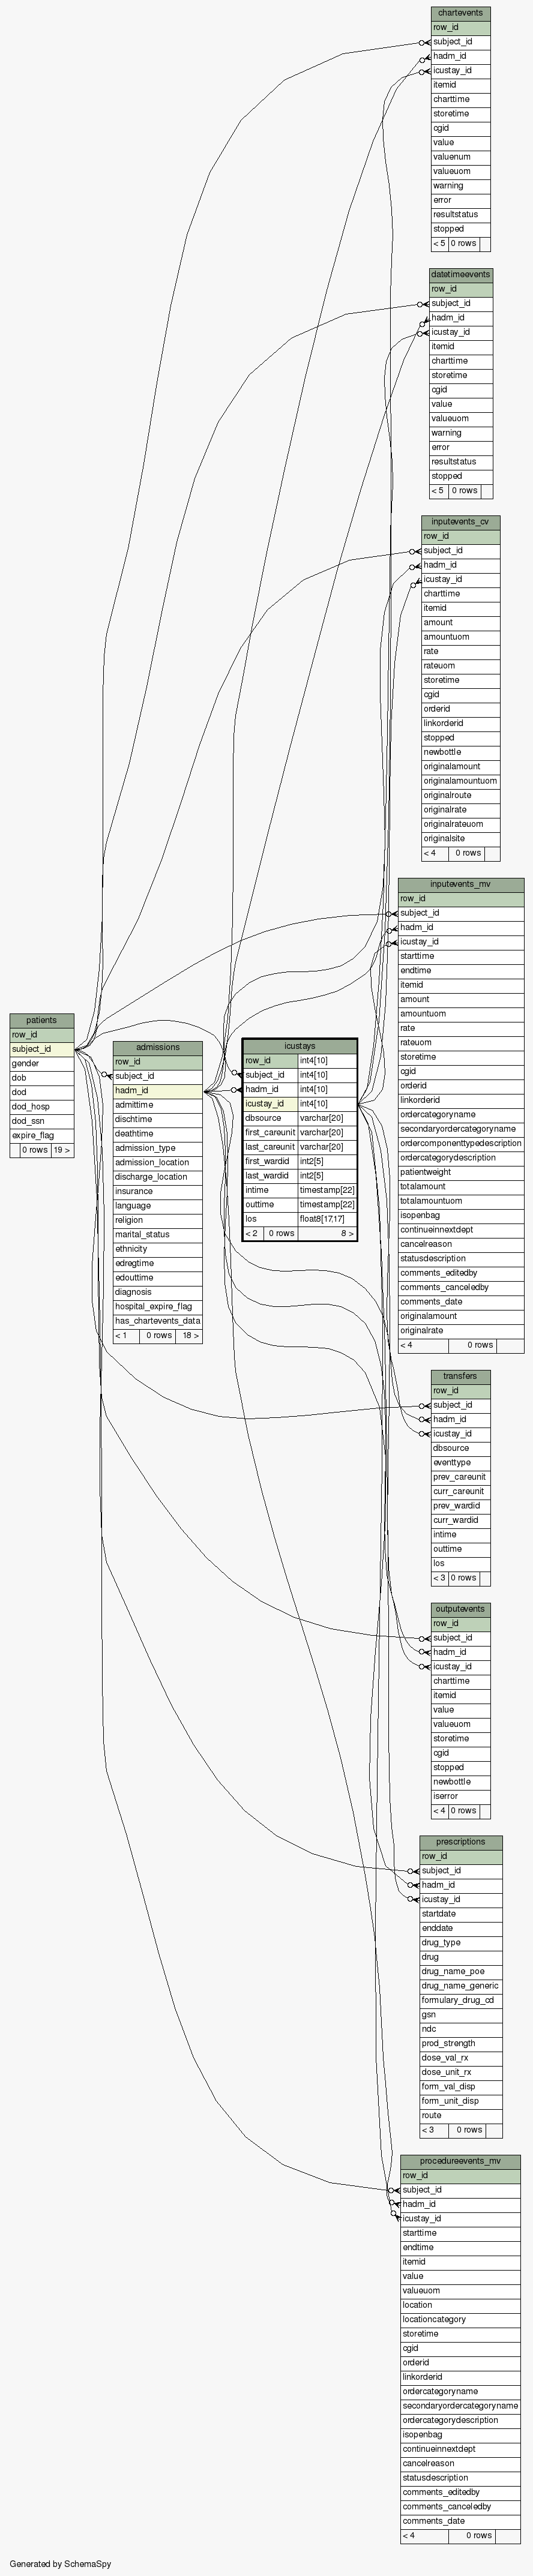 chartevents
row_id
subject_id
hadm_id
icustay_id
itemid
charttime
storetime
cgid
value
valuenum
valueuom
warning
error
resultstatus
stopped
< 5 0 rows
datetimeevents
row_id
subject_id
hadm_id
icustay_id
itemid
charttime
storetime
cgid
value
valueuom
warning
error
resultstatus
stopped
< 5 0 rows
inputevents_cv
row_id
subject_id
hadm_id
icustay_id
charttime
itemid
amount
amountuom
rate
rateuom
storetime
cgid
orderid
linkorderid
stopped
newbottle
originalamount
originalamountuom
originalroute
originalrate
originalrateuom
originalsite
< 4 0 rows
inputevents_mv
row_id
subject_id
hadm_id
icustay_id
starttime
endtime
itemid
amount
amountuom
rate
rateuom
storetime
cgid
orderid
linkorderid
ordercategoryname
secondaryordercategoryname
ordercomponenttypedescription
ordercategorydescription
patientweight
totalamount
totalamountuom
isopenbag
continueinnextdept
cancelreason
statusdescription
comments_editedby
comments_canceledby
comments_date
originalamount
originalrate
< 4 0 rows
patients
row_id
subject_id
gender
dob
dod
dod_hosp
dod_ssn
expire_flag
0 rows 19 >
admissions
row_id
subject_id
hadm_id
admittime
dischtime
deathtime
admission_type
admission_location
discharge_location
insurance
language
religion
marital_status
ethnicity
edregtime
edouttime
diagnosis
hospital_expire_flag
has_chartevents_data
< 1 0 rows 18 >
icustays
row_id int4[10]
subject_id int4[10]
hadm_id int4[10]
icustay_id int4[10]
dbsource varchar[20]
first_careunit varchar[20]
last_careunit varchar[20]
first_wardid int2[5]
last_wardid int2[5]
intime timestamp[22]
outtime timestamp[22]
los float8[17,17]
< 2 0 rows 8 >
transfers
row_id
subject_id
hadm_id
icustay_id
dbsource
eventtype
prev_careunit
curr_careunit
prev_wardid
curr_wardid
intime
outtime
los
< 3 0 rows
outputevents
row_id
subject_id
hadm_id
icustay_id
charttime
itemid
value
valueuom
storetime
cgid
stopped
newbottle
iserror
< 4 0 rows
prescriptions
row_id
subject_id
hadm_id
icustay_id
startdate
enddate
drug_type
drug
drug_name_poe
drug_name_generic
formulary_drug_cd
gsn
ndc
prod_strength
dose_val_rx
dose_unit_rx
form_val_disp
form_unit_disp
route
< 3 0 rows
procedureevents_mv
row_id
subject_id
hadm_id
icustay_id
starttime
endtime
itemid
value
valueuom
location
locationcategory
storetime
cgid
orderid
linkorderid
ordercategoryname
secondaryordercategoryname
ordercategorydescription
isopenbag
continueinnextdept
cancelreason
statusdescription
comments_editedby
comments_canceledby
comments_date
< 4 0 rows
Generated by SchemaSpy